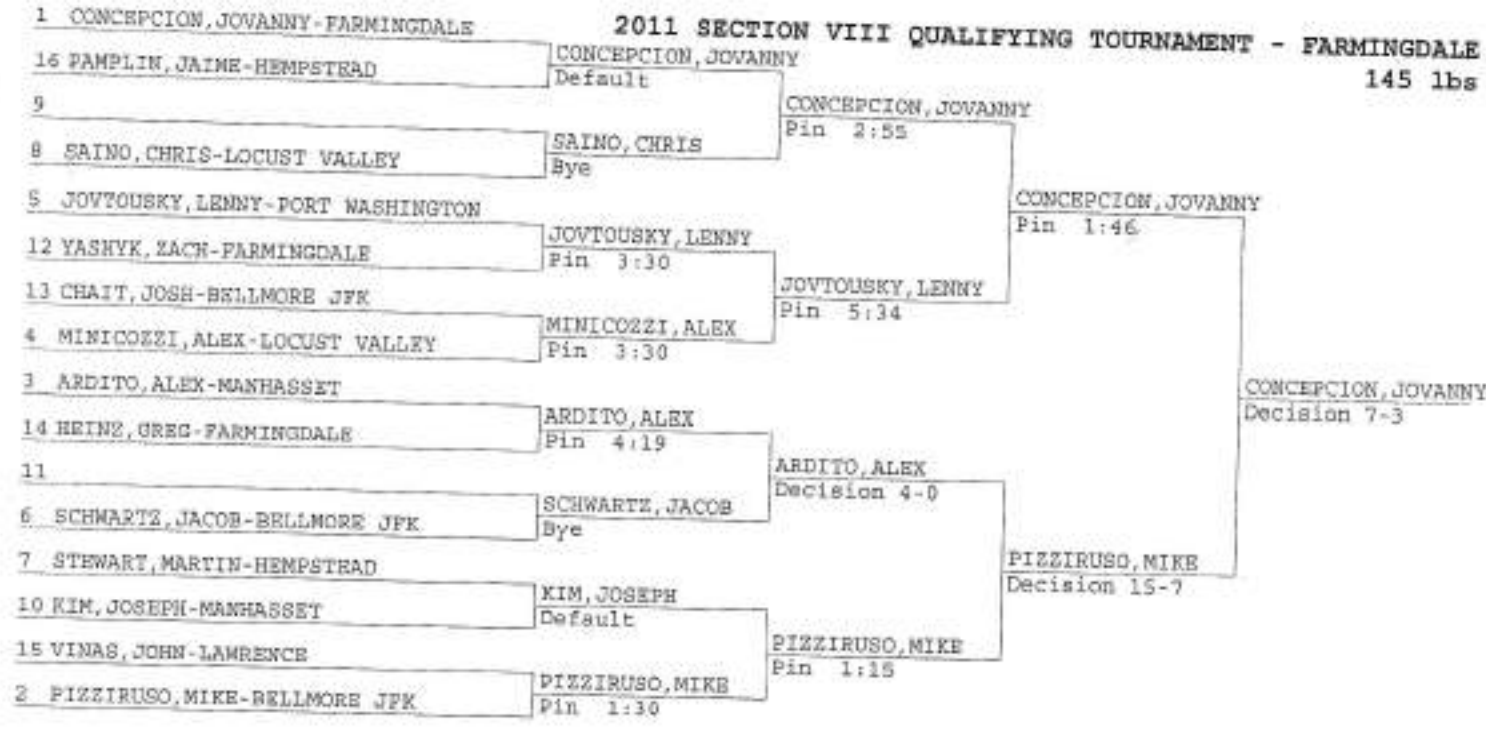 2011 SECTION VIII QUALIFYING TOURNAMENT - FARMINGDALE
145 lbs
1 CONCEPCION,JOVANNY-FARMINGDALE
16 PAMPLIN,JAIME-HEMPSTEAD
9
8 SAINO,CHRIS-LOCUST VALLEY
5 JOVTOUSKY,LENNY-PORT WASHINGTON
12 YASHYK,ZACH-FARMINGDALE
13 CHAIT,JOSH-BELLMORE JFK
4 MINICOZZI,ALEX-LOCUST VALLEY
3 ARDITO,ALEX-MANHASSET
14 HEINZ,GREG-FARMINGDALE
11
6 SCHWARTZ,JACOB-BELLMORE JFK
7 STEWART,MARTIN-HEMPSTEAD
10 KIM,JOSEPH-MANHASSET
15 VINAS,JOHN-LAWRENCE
2 PIZZIRUSO,MIKE-BELLMORE JFK
CONCEPCION,JOVANNY
Default
SAINO,CHRIS
Bye
JOVTOUSKY,LENNY
Pin 3:30
MINICOZZI,ALEX
Pin 3:30
ARDITO,ALEX
Pin 4:19
SCHWARTZ,JACOB
Bye
KIM,JOSEPH
Default
PIZZIRUSO,MIKE
Pin 1:30
CONCEPCION,JOVANNY
Pin 2:55
JOVTOUSKY,LENNY
Pin 5:34
ARDITO,ALEX
Decision 4-0
PIZZIRUSO,MIKE
Pin 1:15
CONCEPCION,JOVANNY
Pin 1:46
PIZZIRUSO,MIKE
Decision 15-7
CONCEPCION,JOVANNY
Decision 7-3